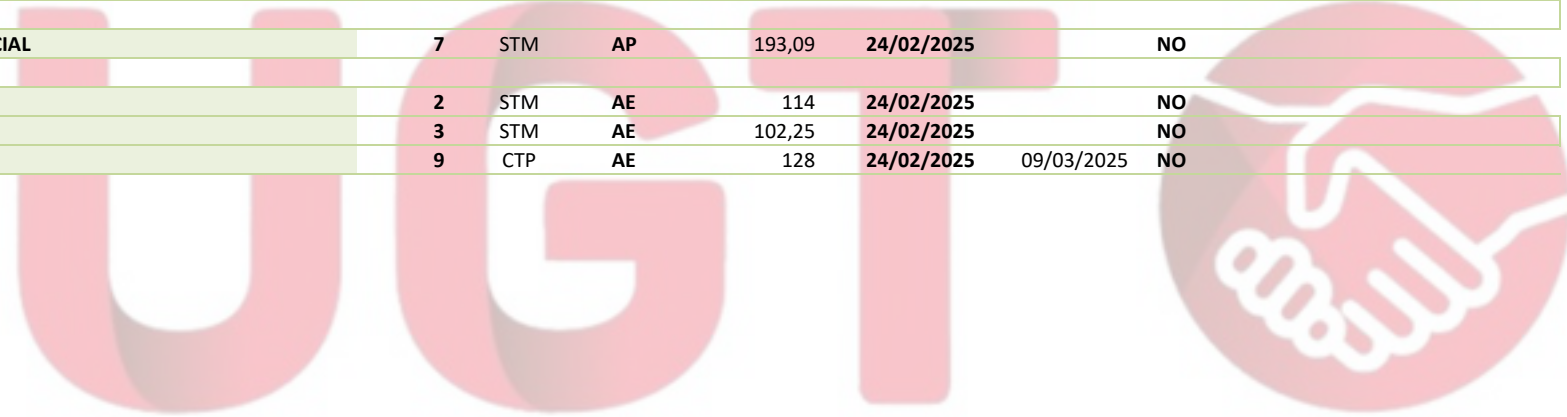 CIAL 7 STM AP 193,09 24/02/2025 NO
2 STM AE 114 24/02/2025 NO
3 STM AE 102,25 24/02/2025 NO
9 CTP AE 128 24/02/2025 09/03/2025 NO
UGT